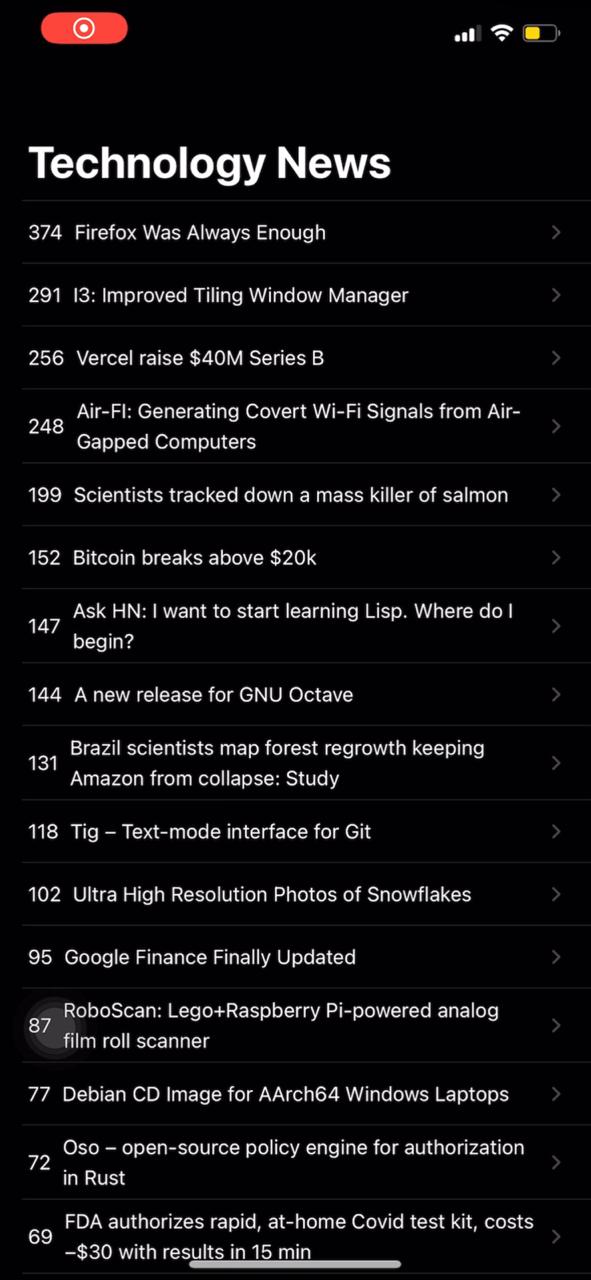 Technology News
374 Firefox Was Always Enough
291 I3: Improved Tiling Window Manager
256 Vercel raise $40M Series B
248 Air-FI: Generating Covert Wi-Fi Signals from Air-
Gapped Computers
199 Scientists tracked down a mass killer of salmon
152 Bitcoin breaks above $20k
147 Ask HN: I want to start learning Lisp. Where do I
begin?
144 A new release for GNU Octave
131 Brazil scientists map forest regrowth keeping
Amazon from collapse: Study
118 Tig – Text-mode interface for Git
102 Ultra High Resolution Photos of Snowflakes
95 Google Finance Finally Updated
87 RoboScan: Lego+Raspberry Pi-powered analog
film roll scanner
77 Debian CD Image for AArch64 Windows Laptops
72 Oso – open-source policy engine for authorization
in Rust
69 FDA authorizes rapid, at-home Covid test kit, costs
–$30 with results in 15 min